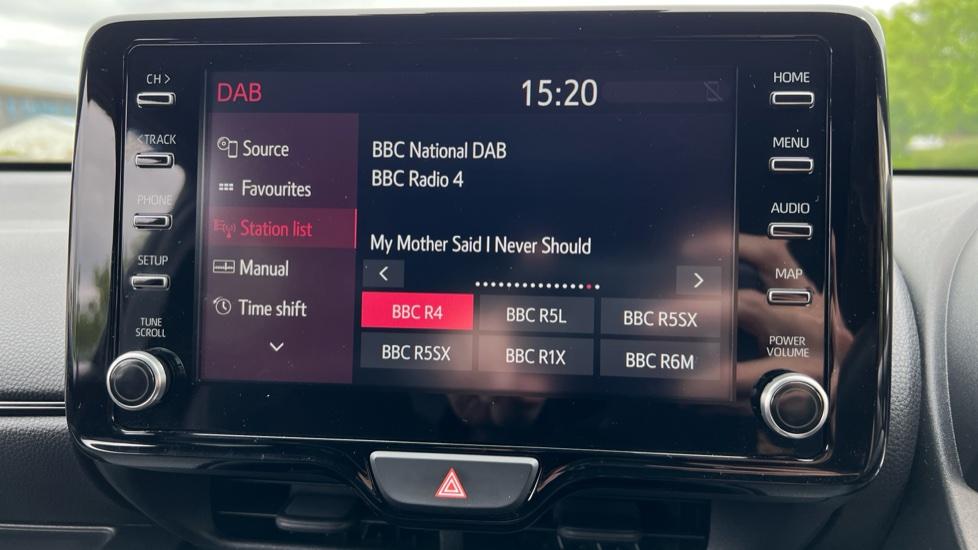 CH >
< TRACK
PHONE
SETUP
TUNE
SCROLL
DAB
15:20
Source
Favourites
Station list
Manual
Time shift
BBC National DAB
BBC Radio 4
My Mother Said I Never Should
BBC R4
BBC R5L
BBC R5SX
BBC R5SX
BBC R1X
BBC R6M
HOME
MENU
AUDIO
MAP
POWER
VOLUME